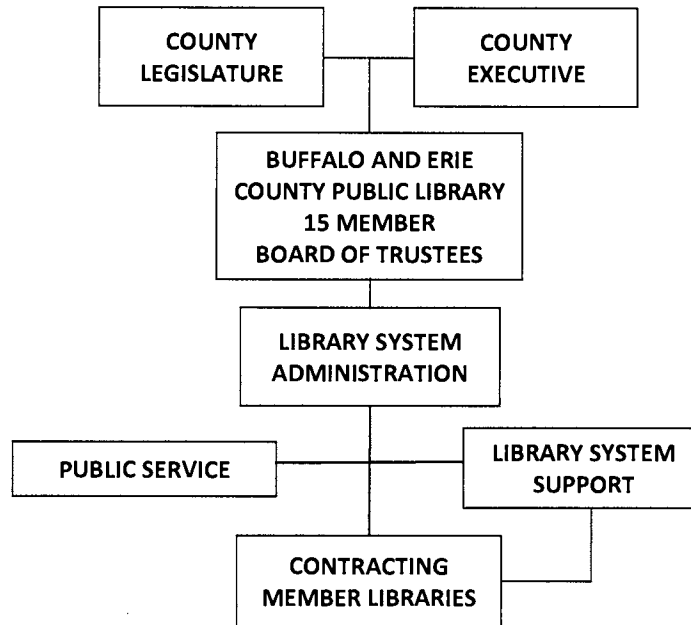 COUNTY
LEGISLATURE
COUNTY
EXECUTIVE
BUFFALO AND ERIE
COUNTY PUBLIC LIBRARY
15 MEMBER
BOARD OF TRUSTEES
LIBRARY SYSTEM
ADMINISTRATION
PUBLIC SERVICE
LIBRARY SYSTEM
SUPPORT
CONTRACTING
MEMBER LIBRARIES